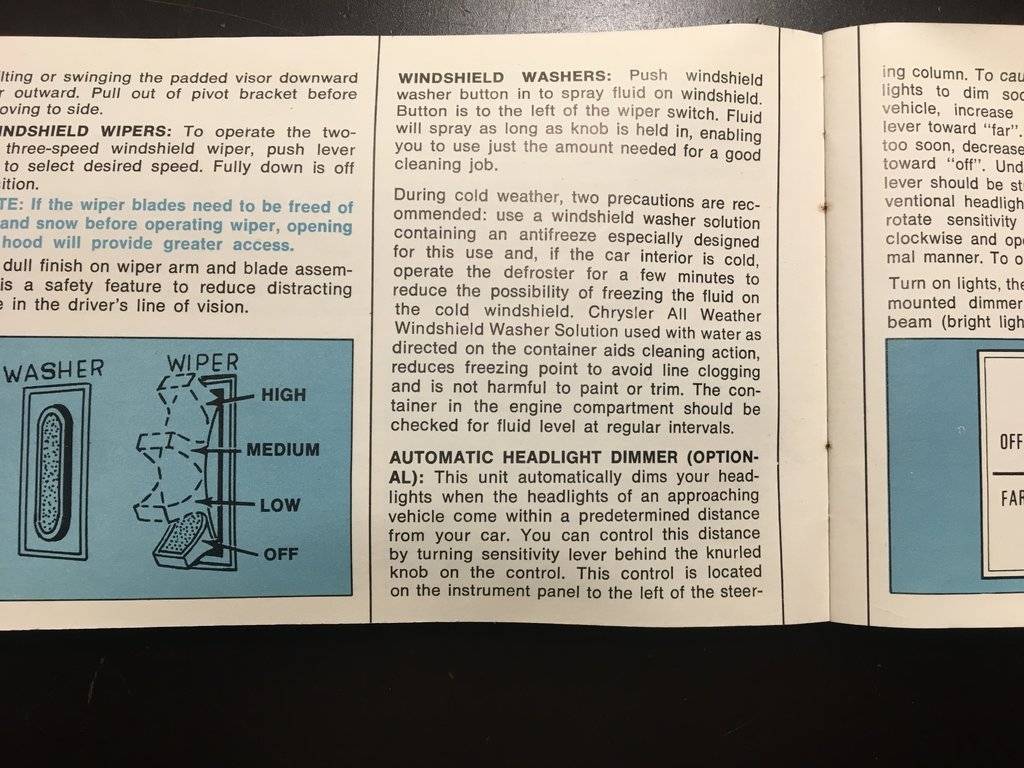 lting or swinging the padded visor downward
r outward. Pull out of pivot bracket before
oving to side.
NDSHIELD WIPERS: To operate the two-
three-speed windshield wiper, push lever
to select desired speed. Fully down is off
ition.
TE: If the wiper blades need to be freed of
and snow before operating wiper, opening
hood will provide greater access.
dull finish on wiper arm and blade assem-
is a safety feature to reduce distracting
e in the driver's line of vision.
WASHER
WIPER
HIGH
MEDIUM
LOW
OFF
WINDSHIELD WASHERS: Push windshield
washer button in to spray fluid on windshield.
Button is to the left of the wiper switch. Fluid
will spray as long as knob is held in, enabling
you to use just the amount needed for a good
cleaning job.
During cold weather, two precautions are rec-
ommended: use a windshield washer solution
containing an antifreeze especially designed
for this use and, if the car interior is cold,
operate the defroster for a few minutes to
reduce the possibility of freezing the fluid on
the cold windshield. Chrysler All Weather
Windshield Washer Solution used with water as
directed on the container aids cleaning action,
reduces freezing point to avoid line clogging
and is not harmful to paint or trim. The con-
tainer in the engine compartment should be
checked for fluid level at regular intervals.
AUTOMATIC HEADLIGHT DIMMER (OPTION-
AL): This unit automatically dims your head-
lights when the headlights of an approaching
vehicle come within a predetermined distance
from your car. You can control this distance
by turning sensitivity lever behind the knurled
knob on the control. This control is located
on the instrument panel to the left of the steer-
ing column. To cau
lights to dim soo
vehicle, increase
lever toward "far".
too soon, decrease
toward "off". Und
lever should be st
ventional headligh
rotate sensitivity
clockwise and ope
mal manner. To o
Turn on lights, the
mounted dimmer
beam (bright ligh
OFF
FAR